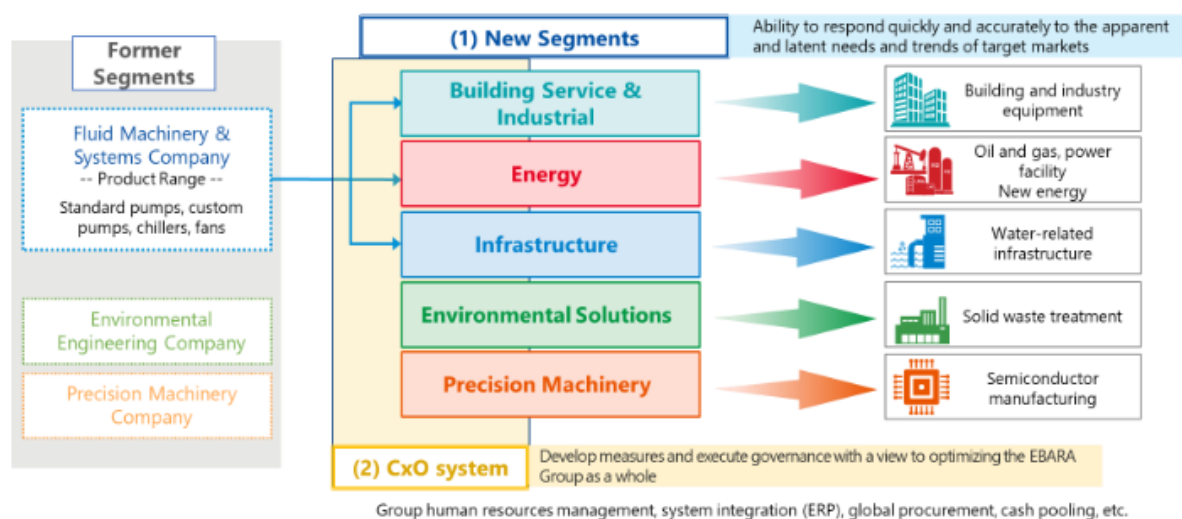 Former
Segments
Fluid Machinery &
Systems Company
-- Product Range --
Standard pumps, custom
pumps, chillers, fans
Environmental
Engineering Company
Precision Machinery
Company
(1) New Segments
Ability to respond quickly and accurately to the apparent
and latent needs and trends of target markets
Building Service &
Industrial
Building and industry
equipment
Energy
Oil and gas, power
facility
New energy
Infrastructure
Water-related
infrastructure
Environmental Solutions
Solid waste treatment
Precision Machinery
Semiconductor
manufacturing
(2) CxO system
Develop measures and execute governance with a view to optimizing the EBARA
Group as a whole
Group human resources management, system integration (ERP), global procurement, cash pooling, etc.